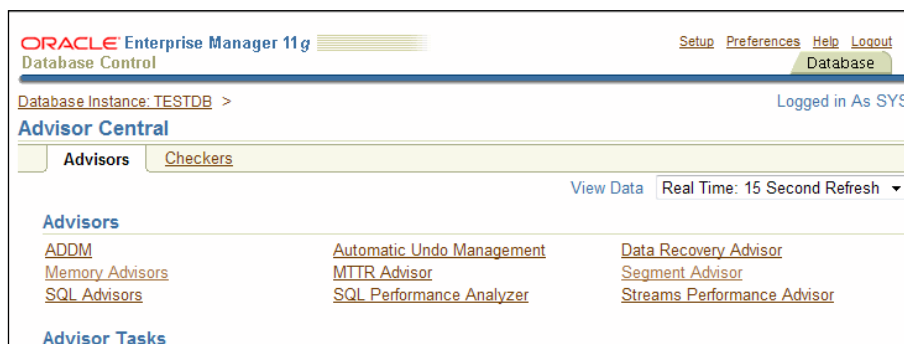 ORACLE Enterprise Manager 11g
Setup Preferences Help Logout
Database Control
Database
Database Instance: TESTDB >
Logged in As SYS
Advisor Central
Advisors Checkers
View Data Real Time: 15 Second Refresh
Advisors
ADDM Automatic Undo Management Data Recovery Advisor
Memory Advisors MTTR Advisor Segment Advisor
SQL Advisors SQL Performance Analyzer Streams Performance Advisor
Advisor Tasks